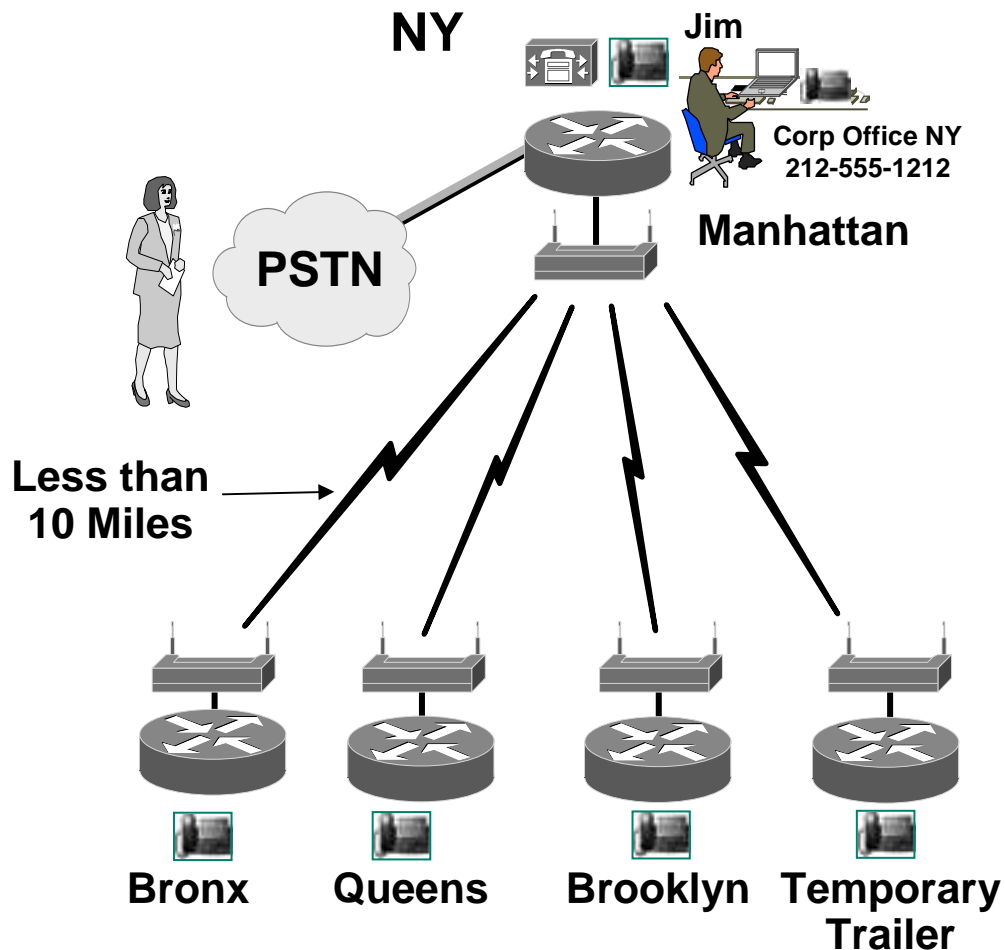 NY
Jim
Corp Office NY
212-555-1212
Manhattan
PSTN
Less than
10 Miles
Bronx
Queens
Brooklyn
Temporary
Trailer